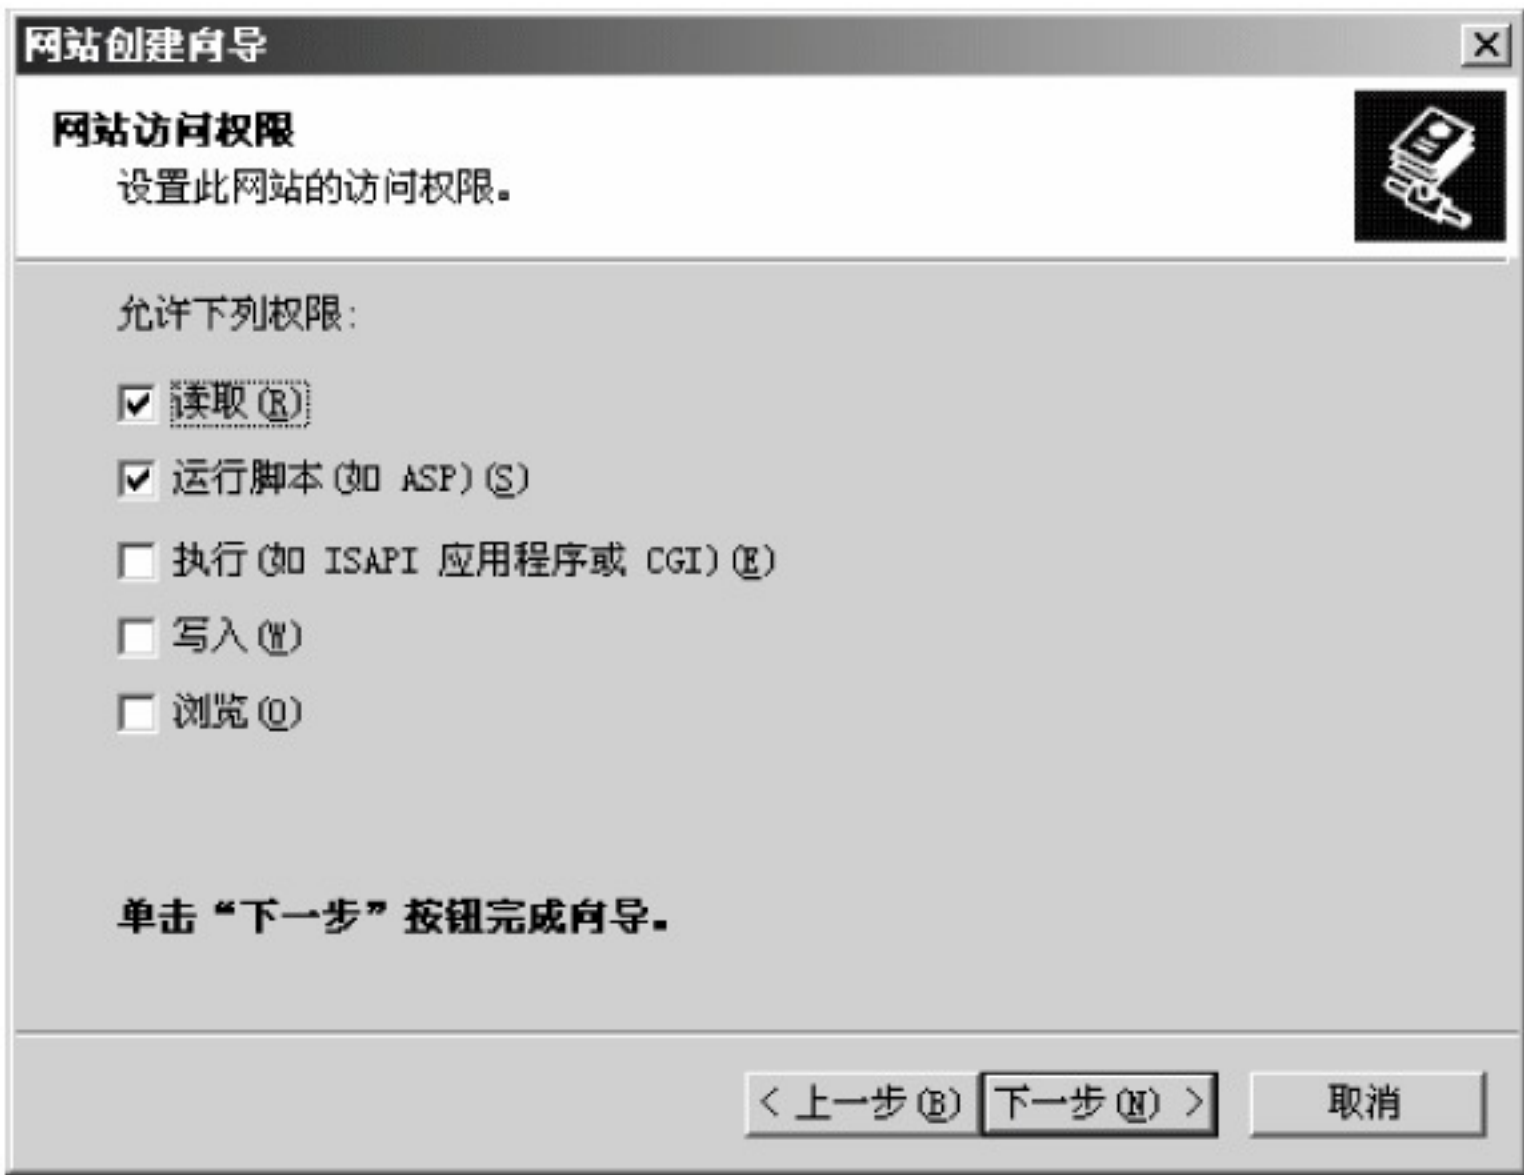 网站创建向导
网站访问权限
设置此网站的访问权限。
允许下列权限:
读取(R)
运行脚本(如 ASP)(S)
执行(如 ISAPI 应用程序或 CGI)(E)
写入(W)
浏览(O)
单击“下一步”按钮完成向导。
< 上一步(B) 下一步(N) > 取消